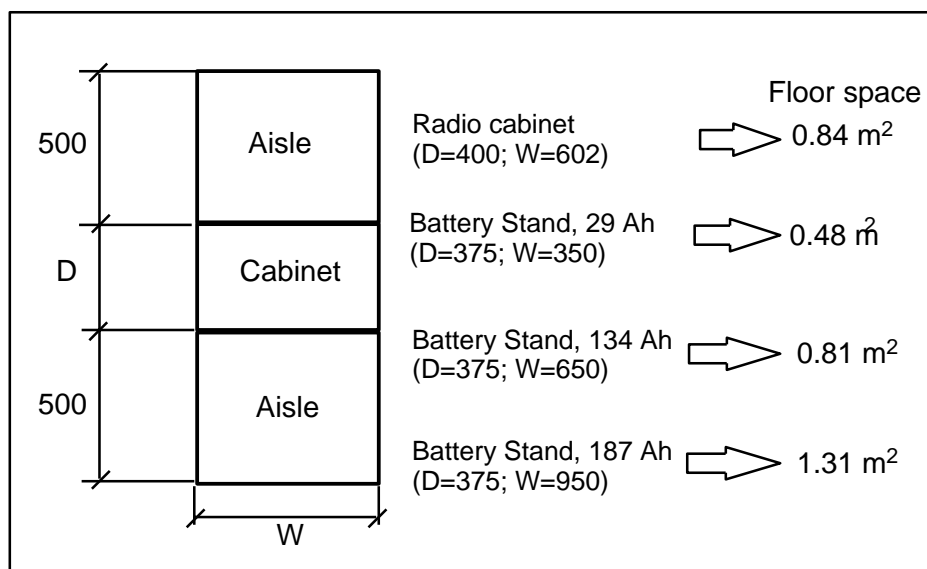 Floor space
500
Aisle
Radio cabinet
(D=400; W=602)
0.84 m²
D
Cabinet
Battery Stand, 29 Ah
(D=375; W=350)
0.48 m²
Battery Stand, 134 Ah
(D=375; W=650)
0.81 m²
500
Aisle
Battery Stand, 187 Ah
(D=375; W=950)
1.31 m²
W